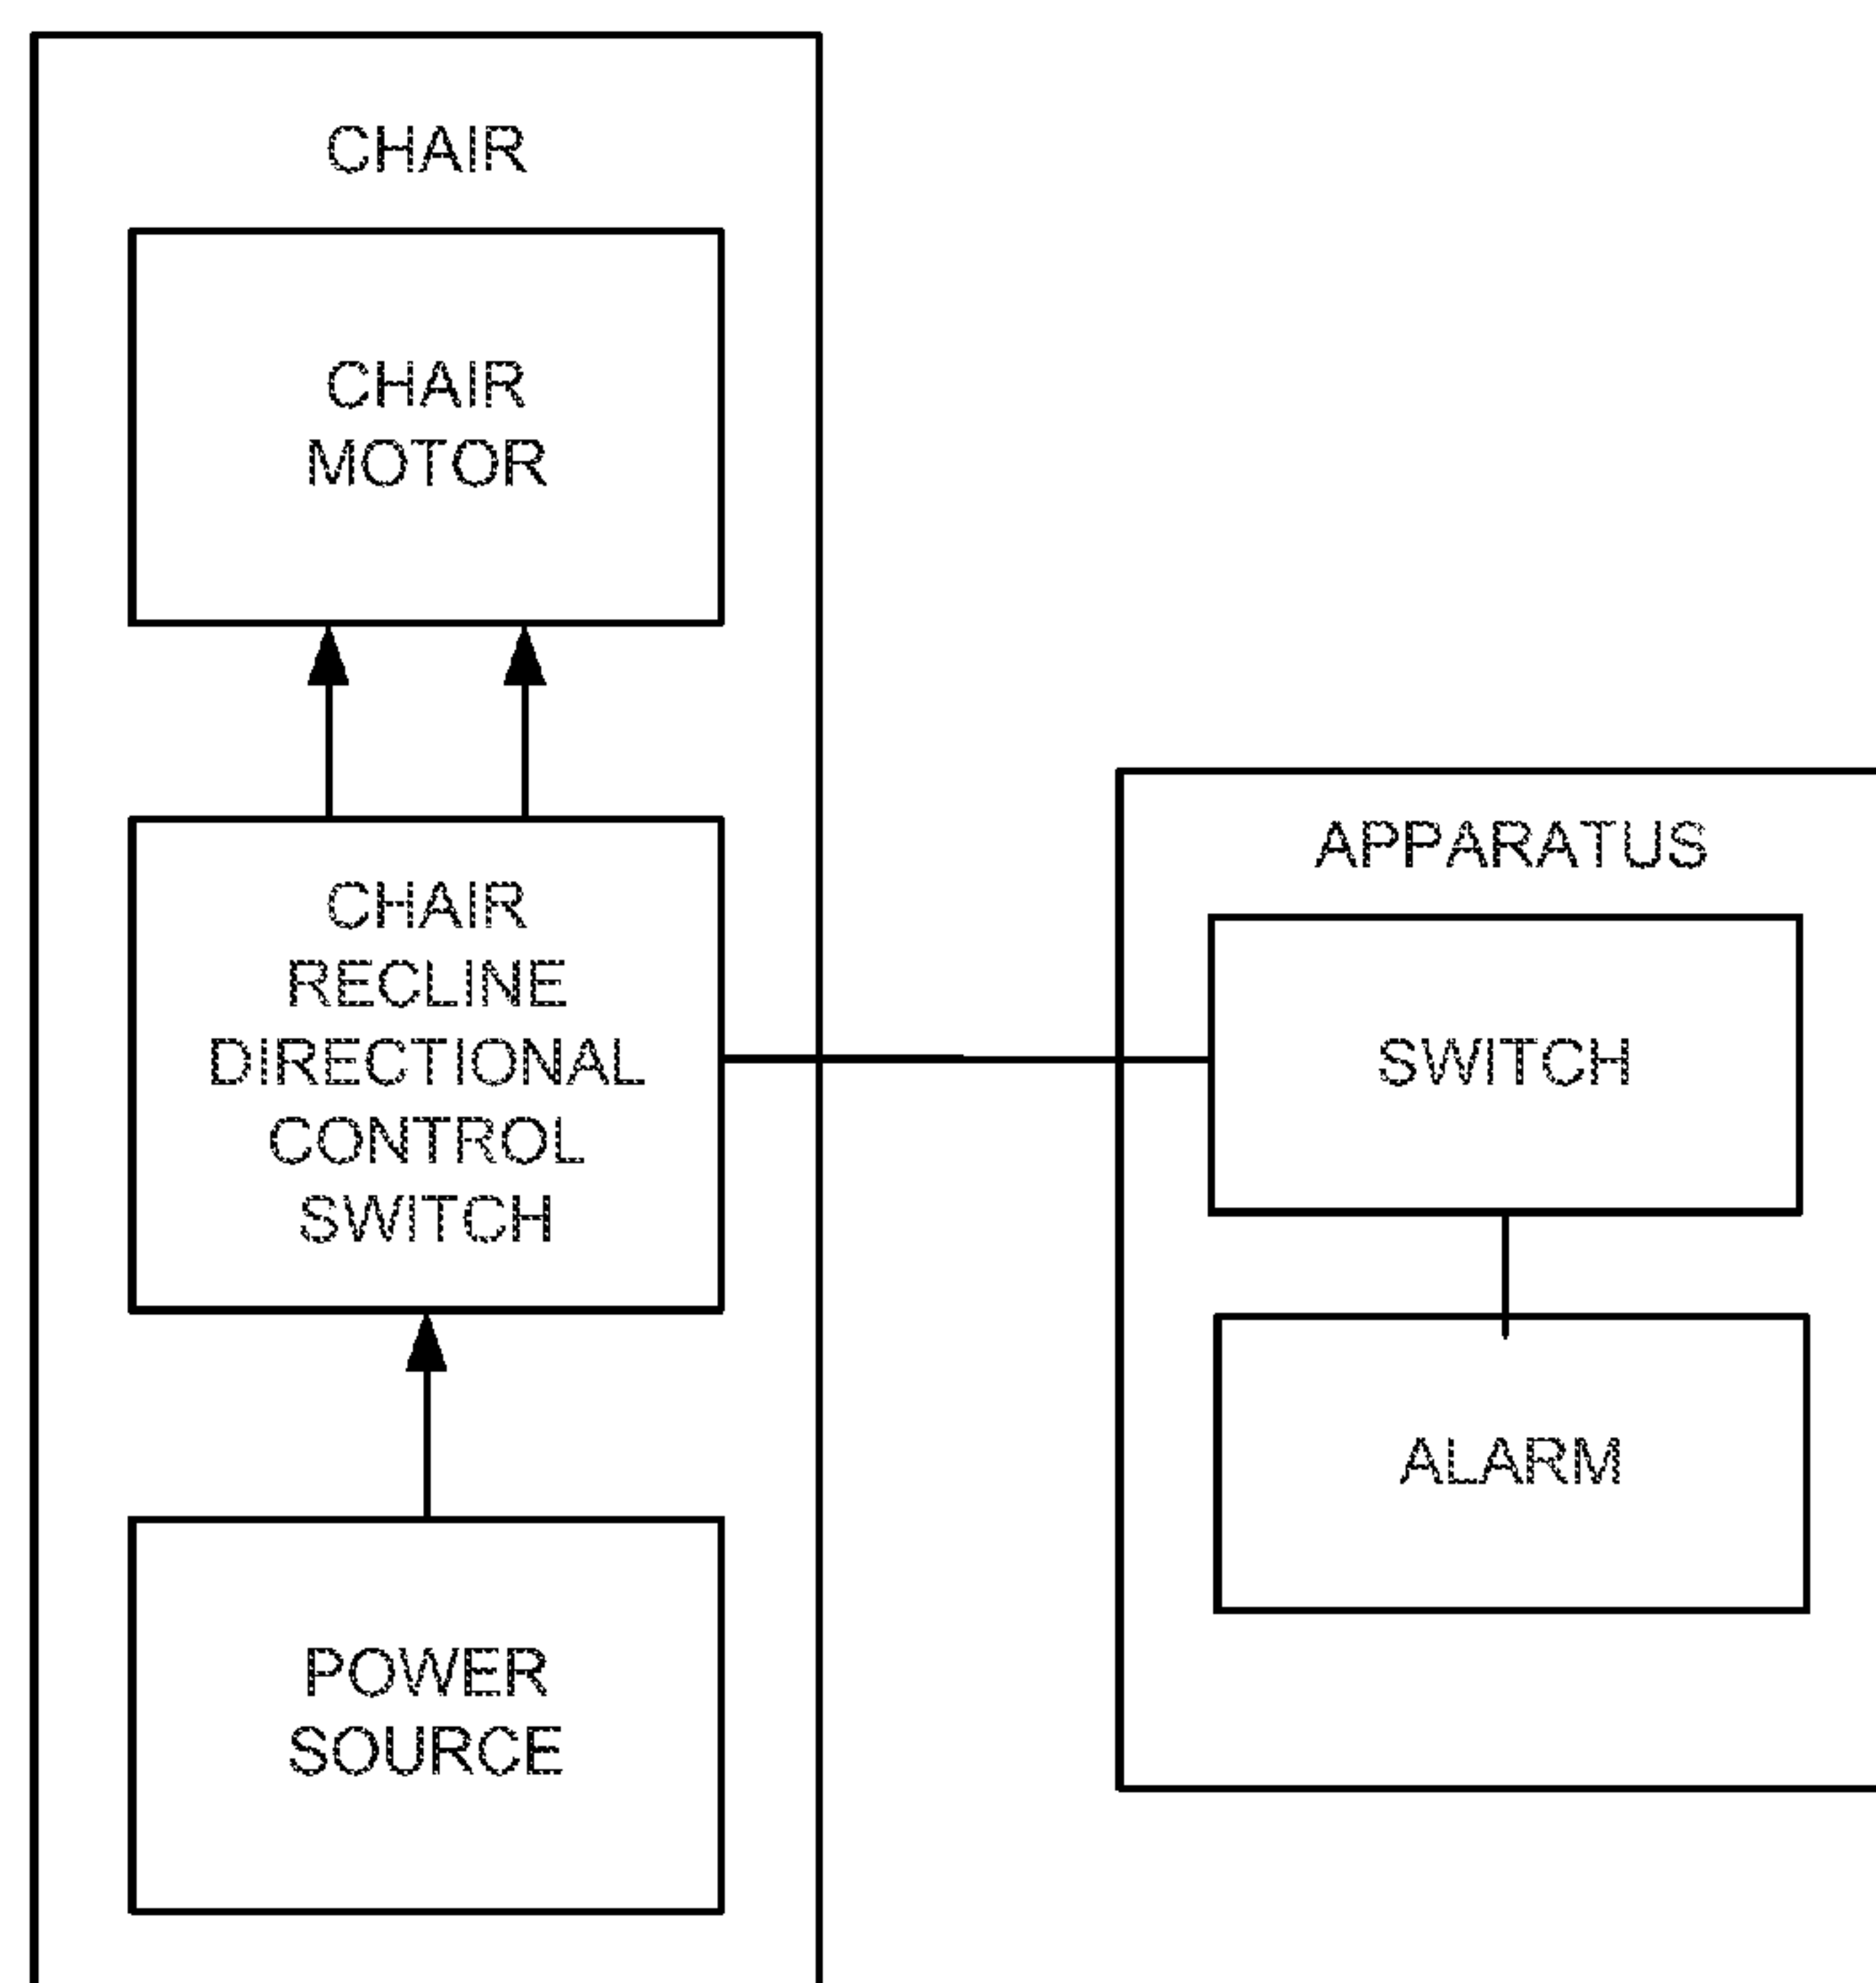 CHAIR
CHAIR
MOTOR
CHAIR
RECLINE
DIRECTIONAL
CONTROL
SWITCH
POWER
SOURCE
APPARATUS
SWITCH
ALARM